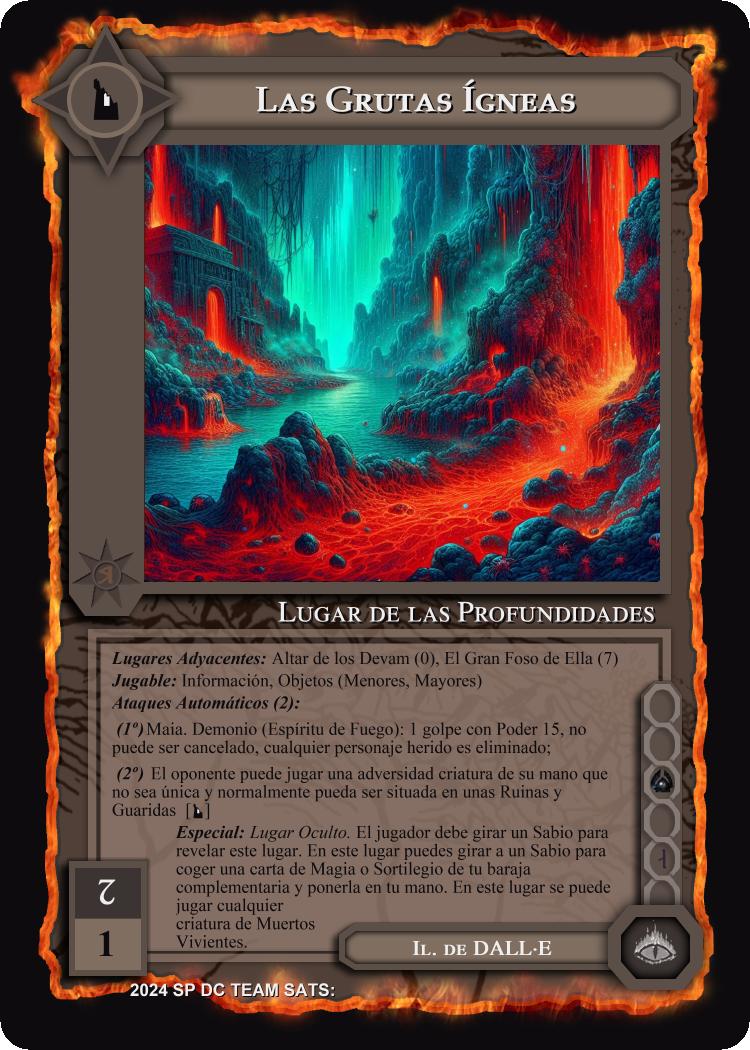 Las Grutas Ígneas
Lugar de las Profundidades
Lugares Adyacentes: Altar de los Devam (0), El Gran Foso de Ella (7)
Jugable: Información, Objetos (Menores, Mayores)
Ataques Automáticos (2):
(1º) Maia. Demonio (Espíritu de Fuego): 1 golpe con Poder 15, no
puede ser cancelado, cualquier personaje herido es eliminado;
(2º) El oponente puede jugar una adversidad criatura de su mano que
no sea única y normalmente pueda ser situada en unas Ruinas y
Guaridas [ ]
Especial: Lugar Oculto. El jugador debe girar un Sabio para
revelar este lugar. En este lugar puedes girar a un Sabio para
coger una carta de Magia o Sortilegio de tu baraja
complementaria y ponerla en tu mano. En este lugar se puede
jugar cualquier
criatura de Muertos
Vivientes.
1
Il. de DALL·E
2024 SP DC TEAM SATS: